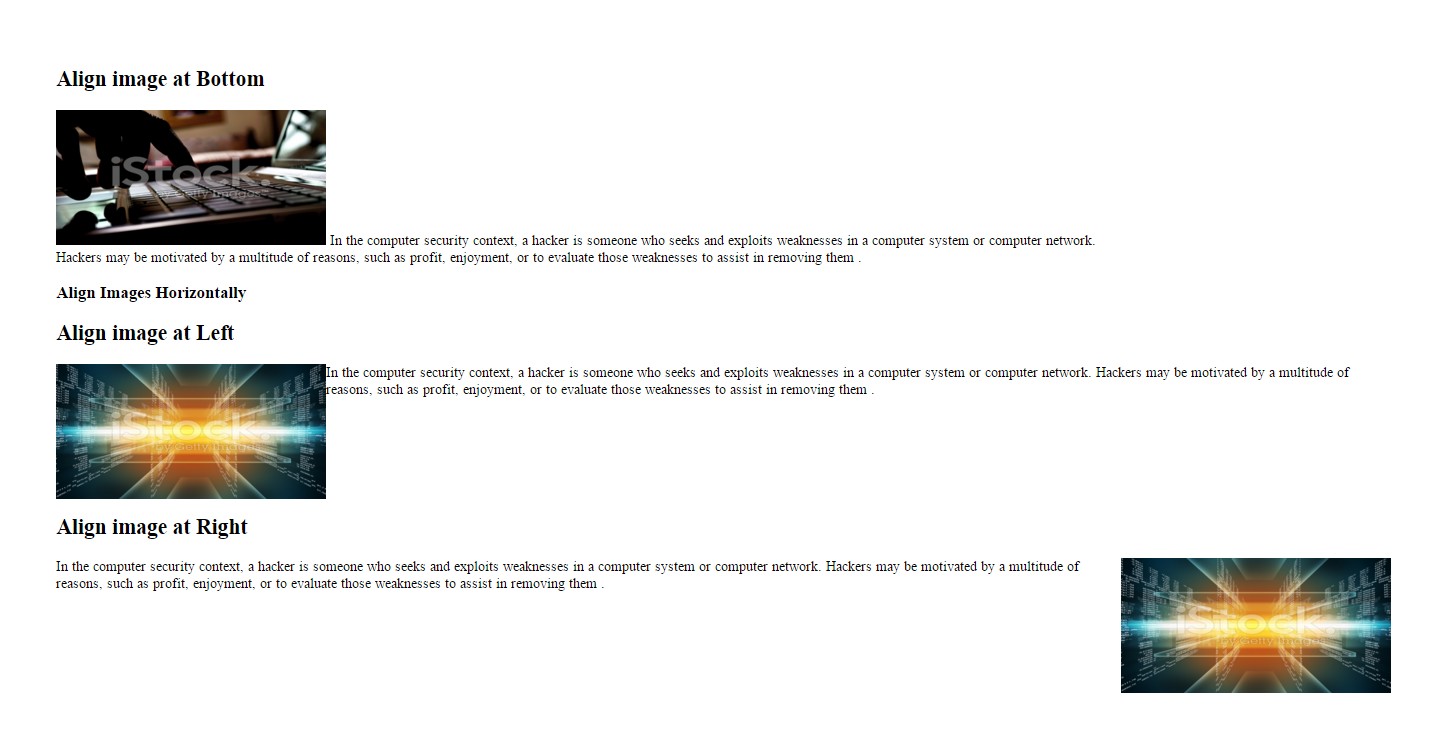 Align image at Bottom
iStock.
by Getty Images
In the computer security context, a hacker is someone who seeks and exploits weaknesses in a computer system or computer network.
Hackers may be motivated by a multitude of reasons, such as profit, enjoyment, or to evaluate those weaknesses to assist in removing them .
Align Images Horizontally
Align image at Left
In the computer security context, a hacker is someone who seeks and exploits weaknesses in a computer system or computer network. Hackers may be motivated by a multitude of
reasons, such as profit, enjoyment, or to evaluate those weaknesses to assist in removing them .
iStock.
by Getty Images
Align image at Right
In the computer security context, a hacker is someone who seeks and exploits weaknesses in a computer system or computer network. Hackers may be motivated by a multitude of
reasons, such as profit, enjoyment, or to evaluate those weaknesses to assist in removing them .
iStock.
by Getty Images